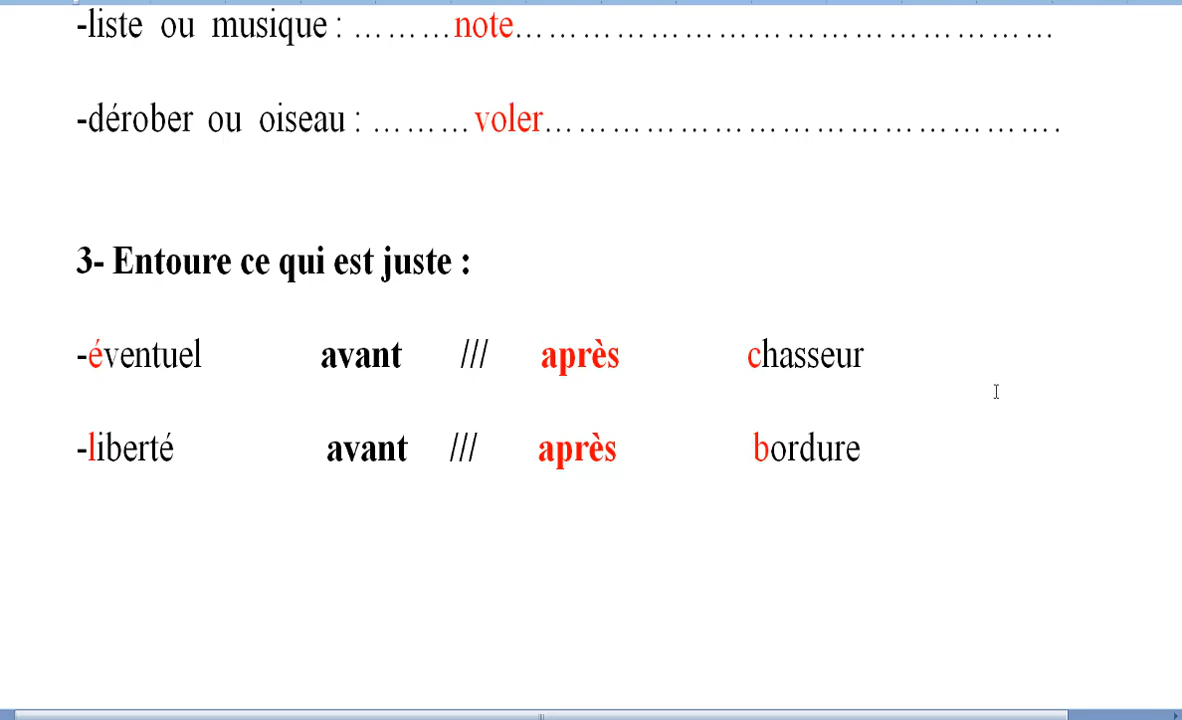 -liste ou musique : ………note……………………………………………
-dérober ou oiseau : ………voler…………………………………………….
3- Entoure ce qui est juste :
-éventuel avant /// après chasseur
-liberté avant /// après bordure